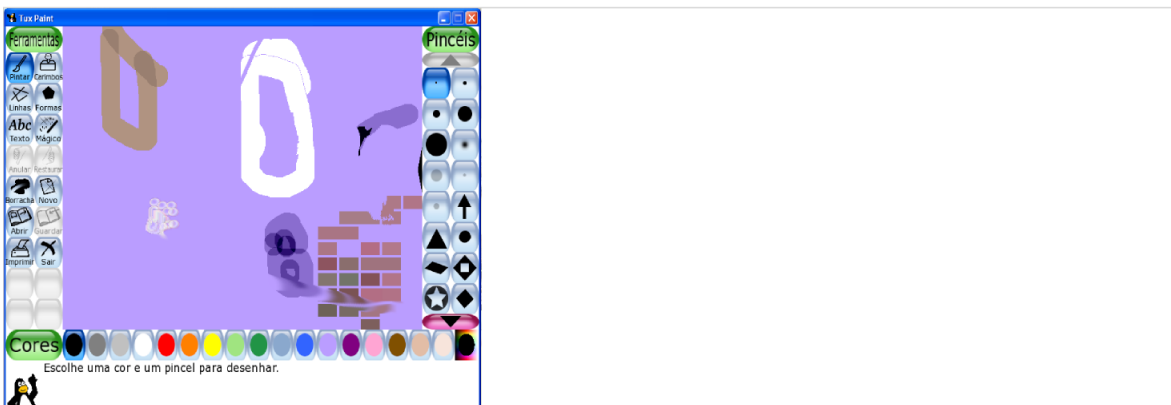 Tux Paint
Ferramentas
Pincéis
Pintar Carimbos
Linhas Formas
Abc
Texto Mágico
Anular Restaurar
Borracha Novo
Abrir Guardar
Imprimir Sair
Cores
Escolhe uma cor e um pincel para desenhar.